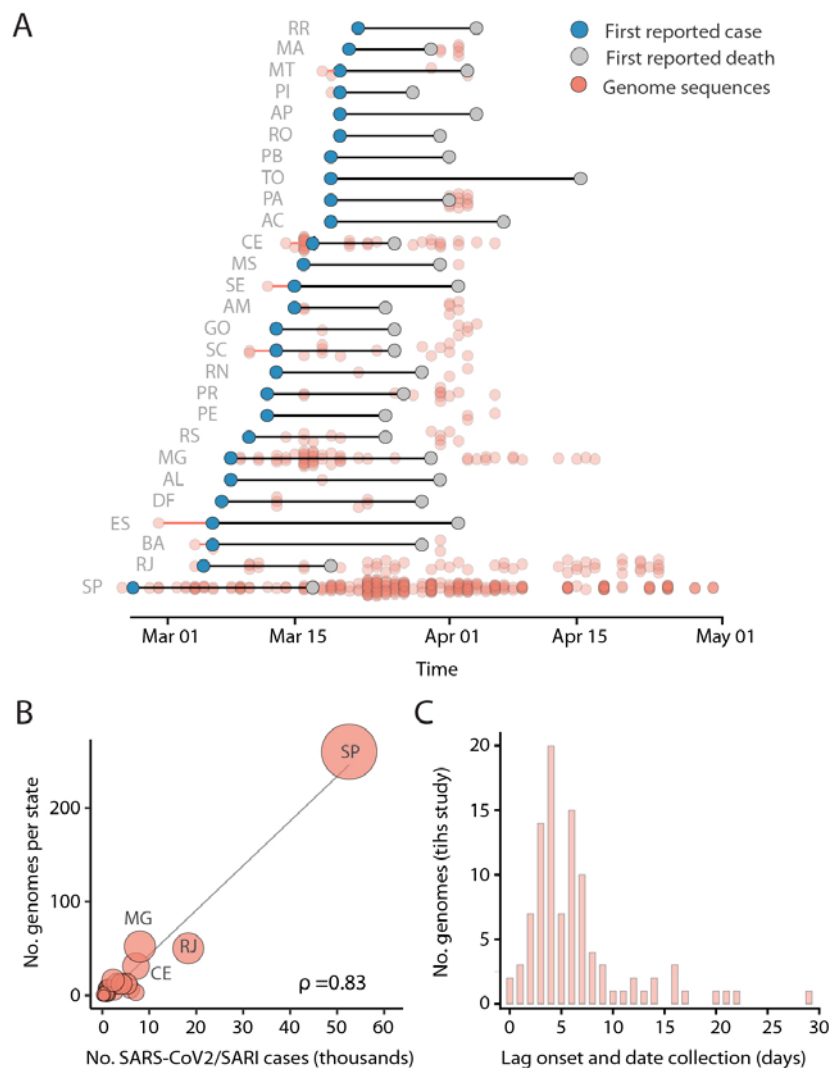 A
RR
MA
MT
PI
AP
RO
PB
TO
PA
AC
CE
MS
SE
AM
GO
SC
RN
PR
PE
RS
MG
AL
DF
ES
BA
RJ
SP
First reported case
First reported death
Genome sequences
Mar 01 Mar 15 Apr 01 Apr 15 May 01
Time
B
No. genomes per state
200
100
0
SP
MG
RJ
CE
ρ =0.83
0 10 20 30 40 50 60
No. SARS-CoV2/SARI cases (thousands)
C
No. genomes (tihs study)
20
15
10
5
0
0 5 10 15 20 25 30
Lag onset and date collection (days)